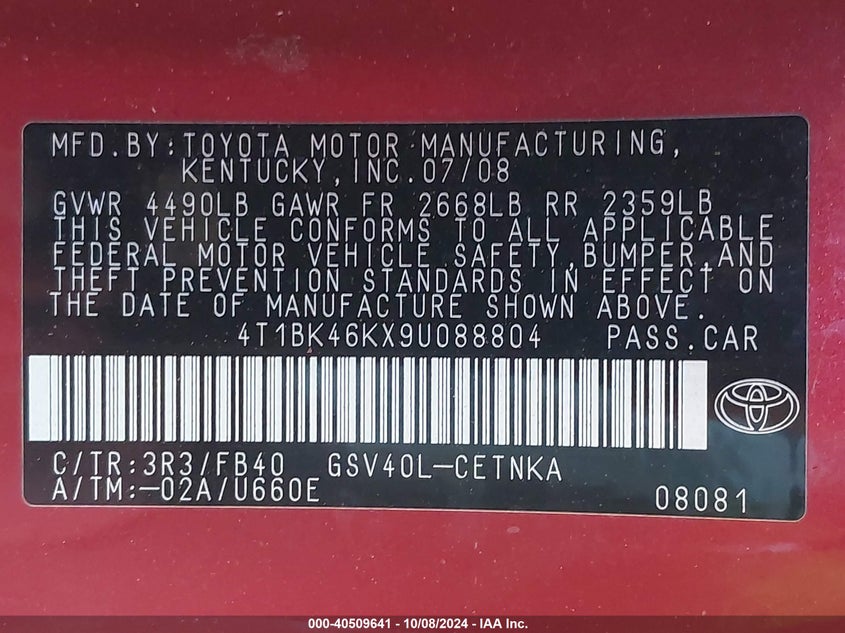 MFD.BY:TOYOTA MOTOR MANUFACTURING,
KENTUCKY,INC.07/08
GVWR 4490LB GAWR FR 2668LB RR 2359LB
THIS VEHICLE CONFORMS TO ALL APPLICABLE
FEDERAL MOTOR VEHICLE SAFETY,BUMPER,AND
THEFT PREVENTION STANDARDS IN EFFECT ON
THE DATE OF MANUFACTURE SHOWN ABOVE.
4T1BK46KX9U088804 PASS.CAR
C/TR:3R3/FB40 GSV40L-CETNKA
A/TM:-02A/U660E 08081
000-40509641 - 10/08/2024 - IAA Inc.